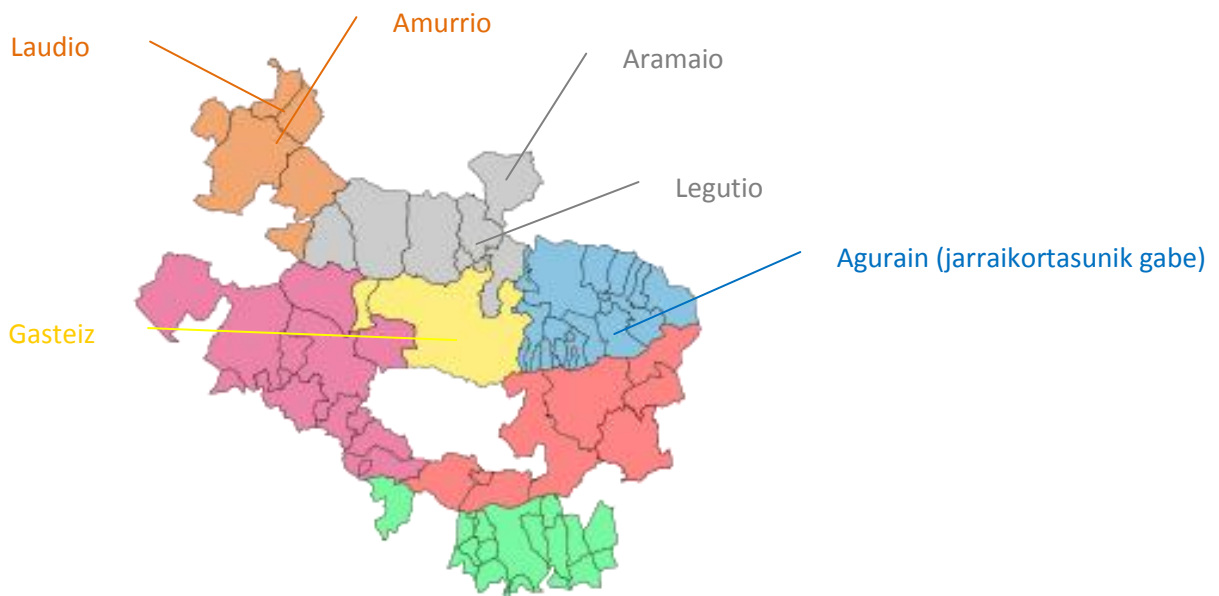 Amurrio
Laudio
Aramaio
Legutio
Agurain (jarraikortasunik gabe)
Gasteiz